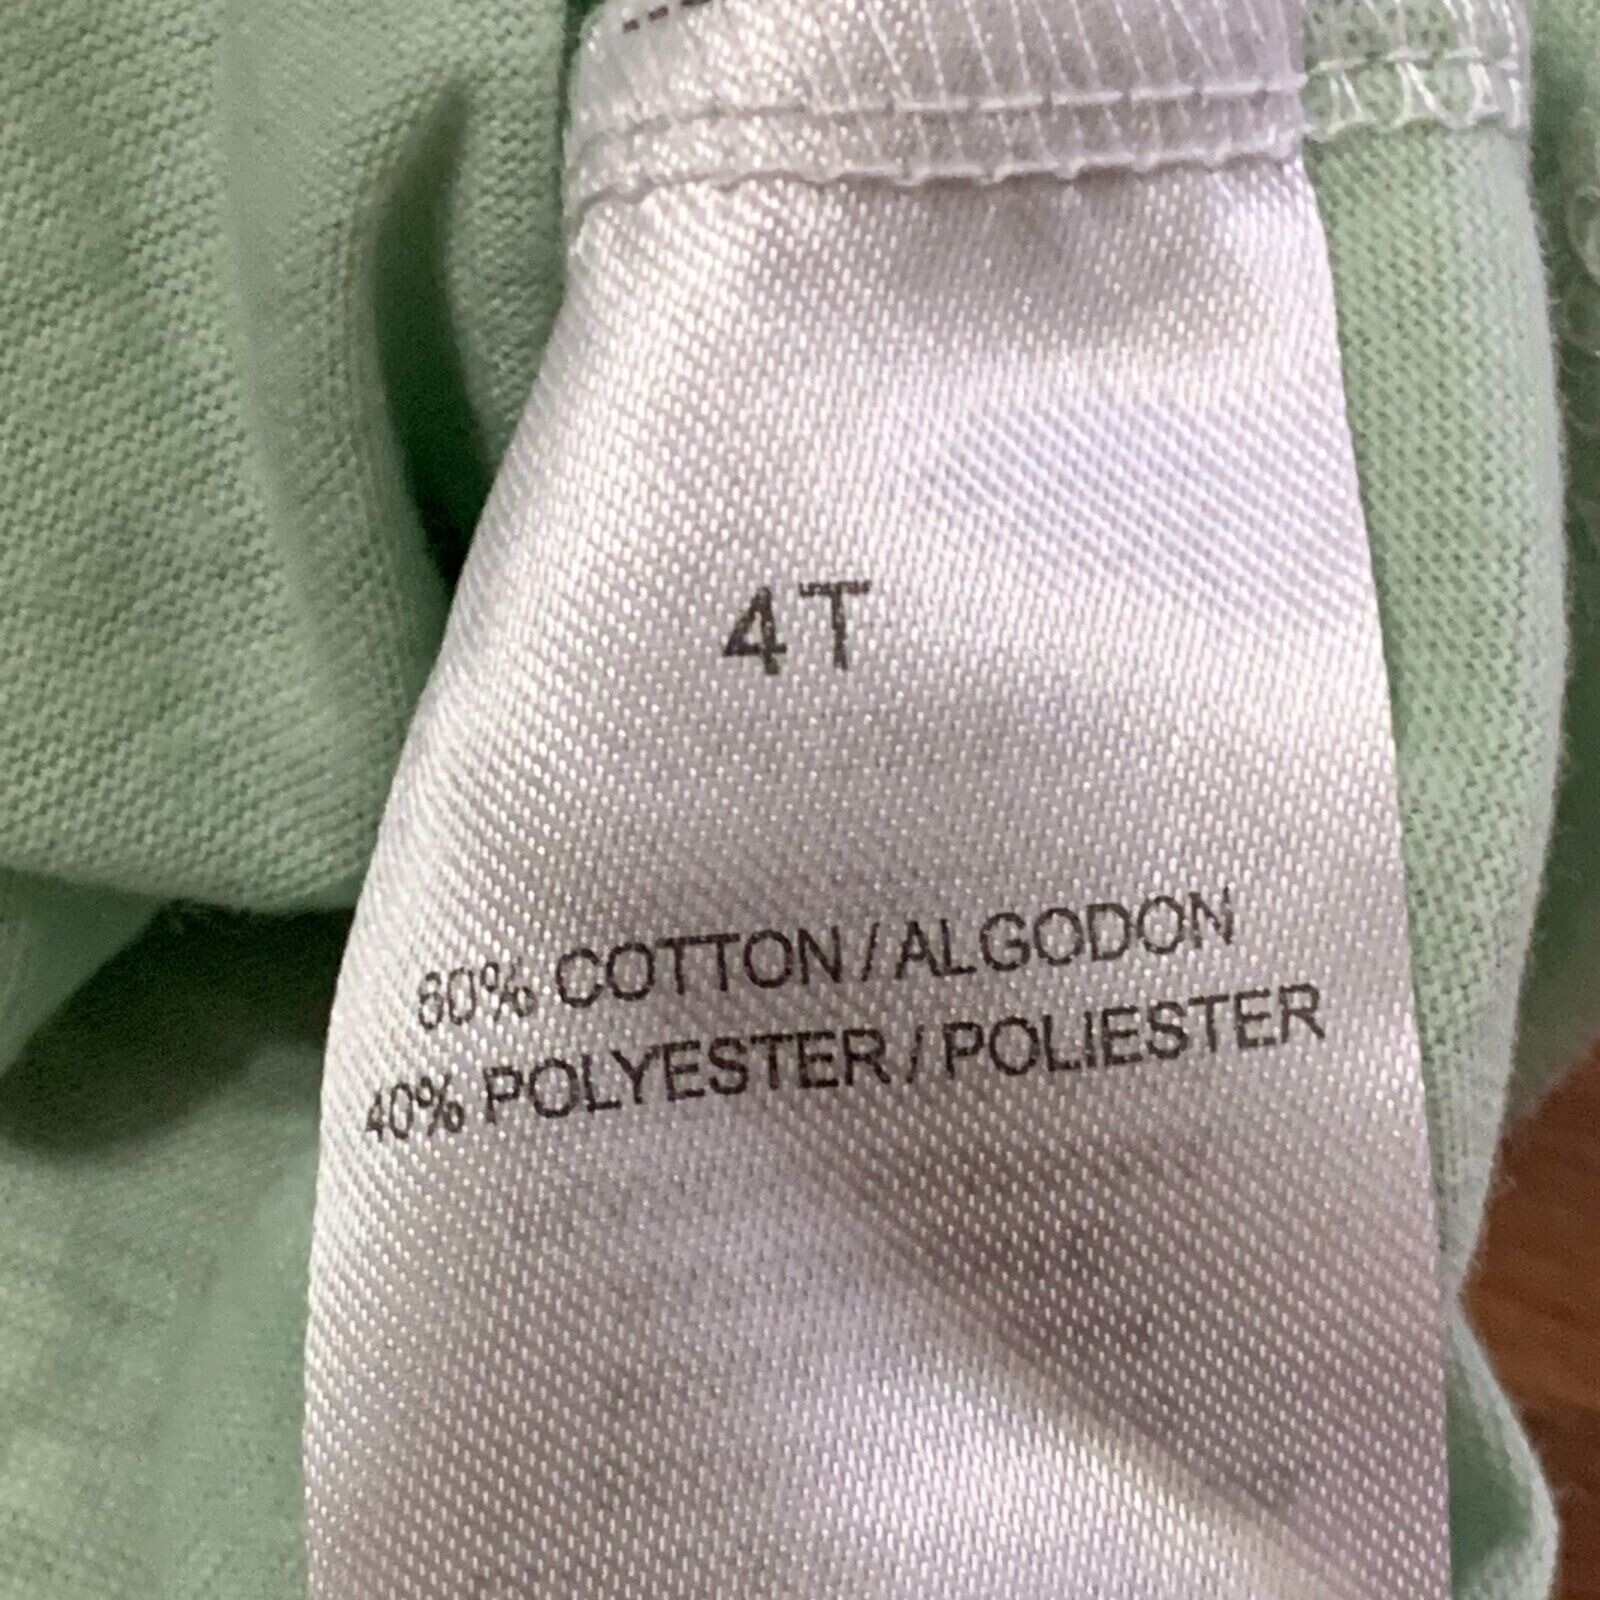 4T
60% COTTON / ALGODON
40% POLYESTER / POLIESTER